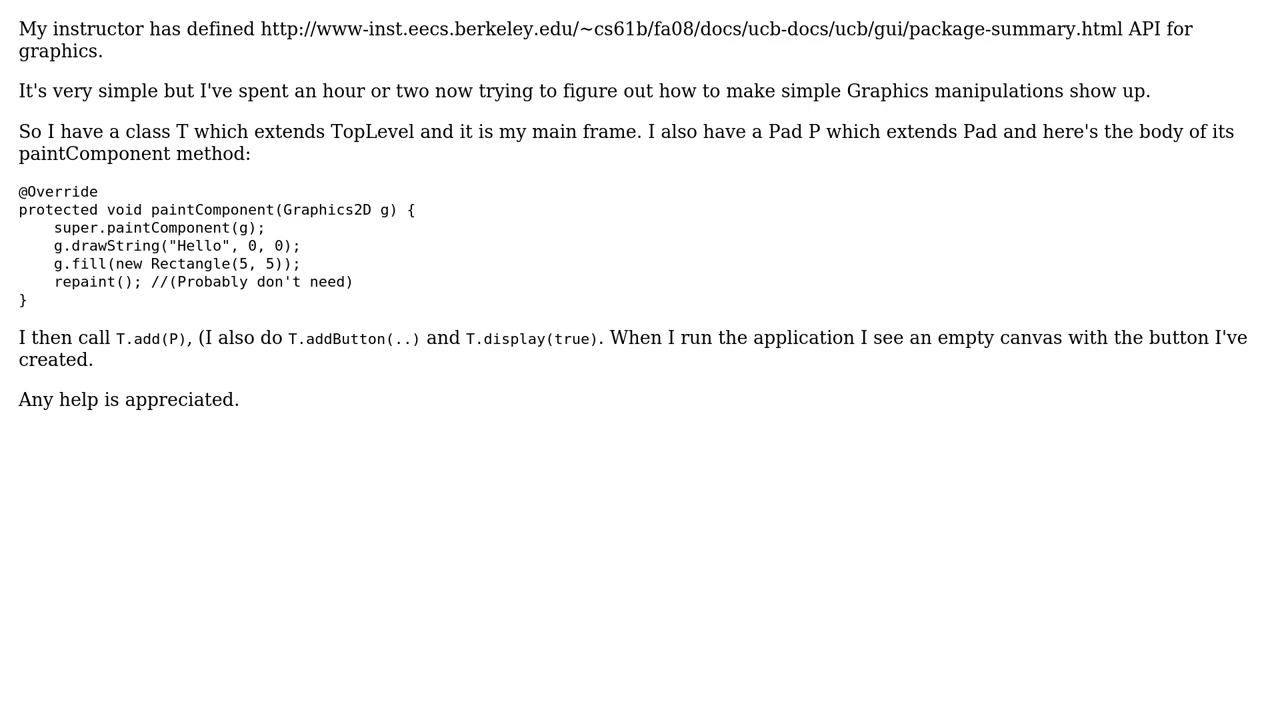 My instructor has defined http://www-inst.eecs.berkeley.edu/~cs61b/fa08/docs/ucb-docs/ucb/gui/package-summary.html API for
graphics.
It's very simple but I've spent an hour or two now trying to figure out how to make simple Graphics manipulations show up.
So I have a class T which extends TopLevel and it is my main frame. I also have a Pad P which extends Pad and here's the body of its
paintComponent method:
@Override
protected void paintComponent(Graphics2D g) {
    super.paintComponent(g);
    g.drawString("Hello", 0, 0);
    g.fill(new Rectangle(5, 5));
    repaint(); //(Probably don't need)
}
I then call T.add(P), (I also do T.addButton(..) and T.display(true). When I run the application I see an empty canvas with the button I've
created.
Any help is appreciated.